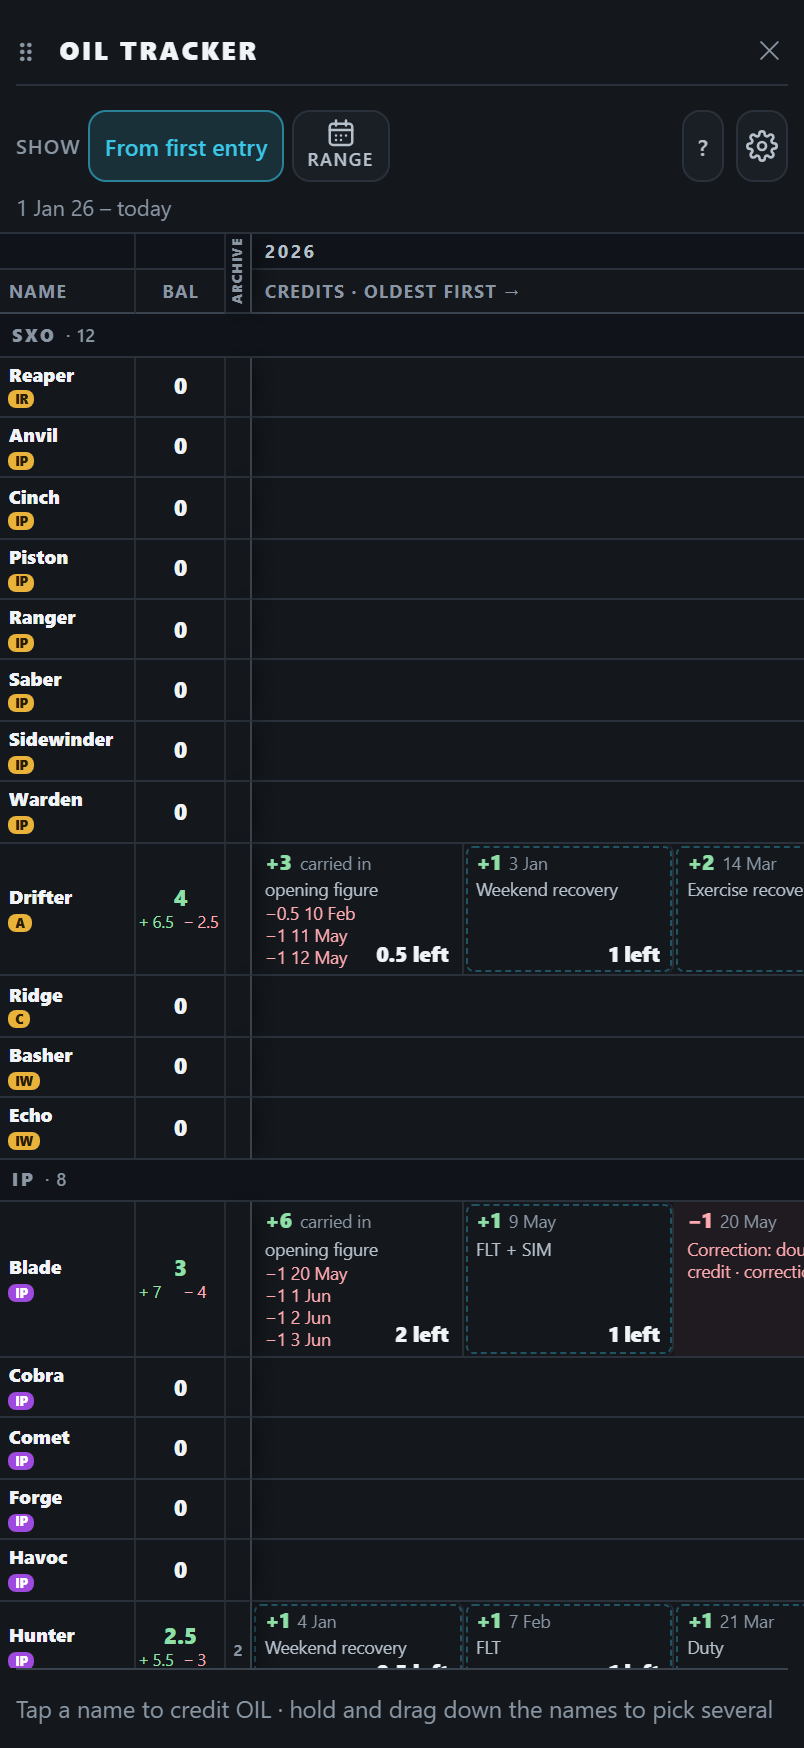 OIL TRACKER
SHOW
From first entry
RANGE
?
1 Jan 26 – today
ARCHIVE
2026
NAME
BAL
CREDITS · OLDEST FIRST →
SXO · 12
Reaper
IR
0
Anvil
IP
0
Cinch
IP
0
Piston
IP
0
Ranger
IP
0
Saber
IP
0
Sidewinder
IP
0
Warden
IP
0
Drifter
A
4
+ 6.5 − 2.5
+3 carried in
opening figure
−0.5 10 Feb
−1 11 May
−1 12 May
0.5 left
+1 3 Jan
Weekend recovery
1 left
+2 14 Mar
Exercise recove
Ridge
C
0
Basher
IW
0
Echo
IW
0
IP · 8
Blade
IP
3
+ 7 − 4
+6 carried in
opening figure
−1 20 May
−1 1 Jun
−1 2 Jun
−1 3 Jun
2 left
+1 9 May
FLT + SIM
1 left
−1 20 May
Correction: dou
credit · correctio
Cobra
IP
0
Comet
IP
0
Forge
IP
0
Havoc
IP
0
Hunter
IP
2.5
+ 5.5 − 3
2
+1 4 Jan
Weekend recovery
+1 7 Feb
FLT
+1 21 Mar
Duty
Tap a name to credit OIL · hold and drag down the names to pick several